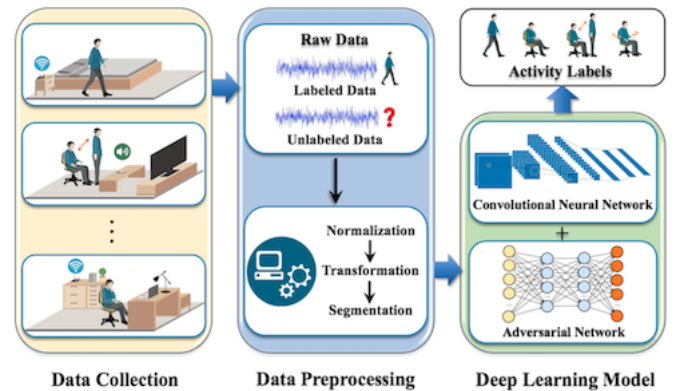 Raw Data
Labeled Data
?
Unlabeled Data
Normalization
Transformation
Segmentation
Activity Labels
Convolutional Neural Network
+
Adversarial Network
Data Collection
Data Preprocessing
Deep Learning Model